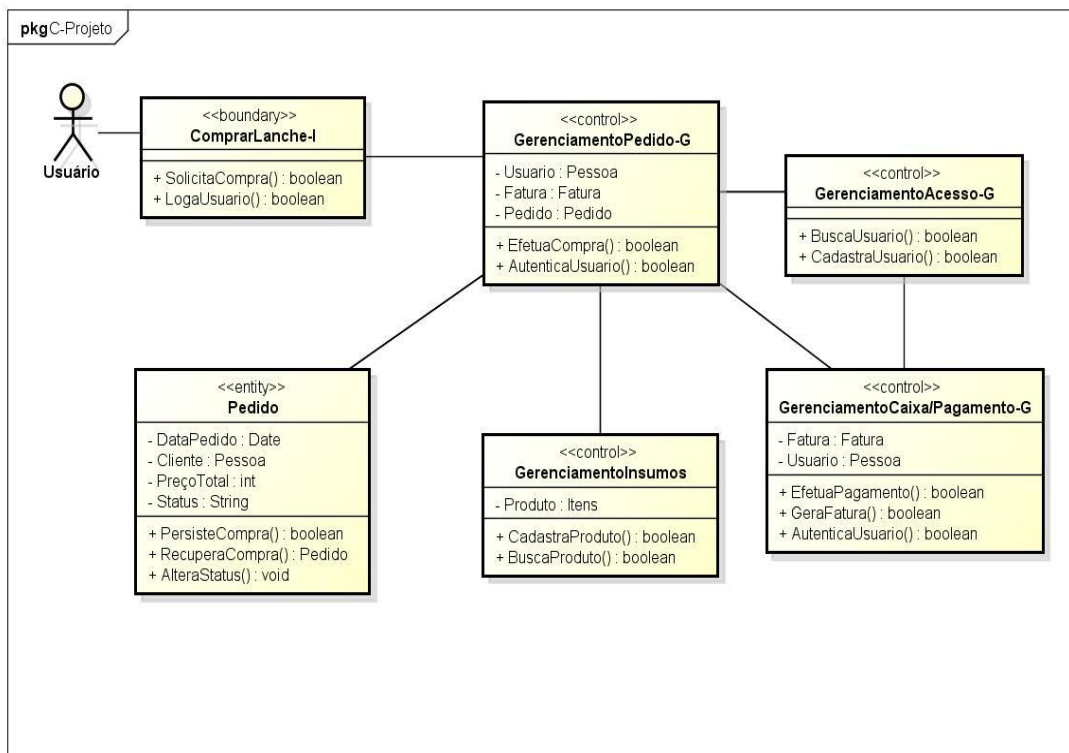 pkg C-Projeto
Usuário
<<boundary>>
ComprarLanche-I
+ SolicitaCompra() : boolean
+ LogaUsuario() : boolean
<<control>>
GerenciamentoPedido-G
- Usuario : Pessoa
- Fatura : Fatura
- Pedido : Pedido
+ EfetuaCompra() : boolean
+ AutenticaUsuario() : boolean
<<control>>
GerenciamentoAcesso-G
+ BuscaUsuario() : boolean
+ CadastraUsuario() : boolean
<<entity>>
Pedido
- DataPedido : Date
- Cliente : Pessoa
- PreçoTotal : int
- Status : String
+ PersisteCompra() : boolean
+ RecuperaCompra() : Pedido
+ AlteraStatus() : void
<<control>>
GerenciamentoInsumos
- Produto : Itens
+ CadastraProduto() : boolean
+ BuscaProduto() : boolean
<<control>>
GerenciamentoCaixa/Pagamento-G
- Fatura : Fatura
- Usuario : Pessoa
+ EfetuaPagamento() : boolean
+ GeraFatura() : boolean
+ AutenticaUsuario() : boolean